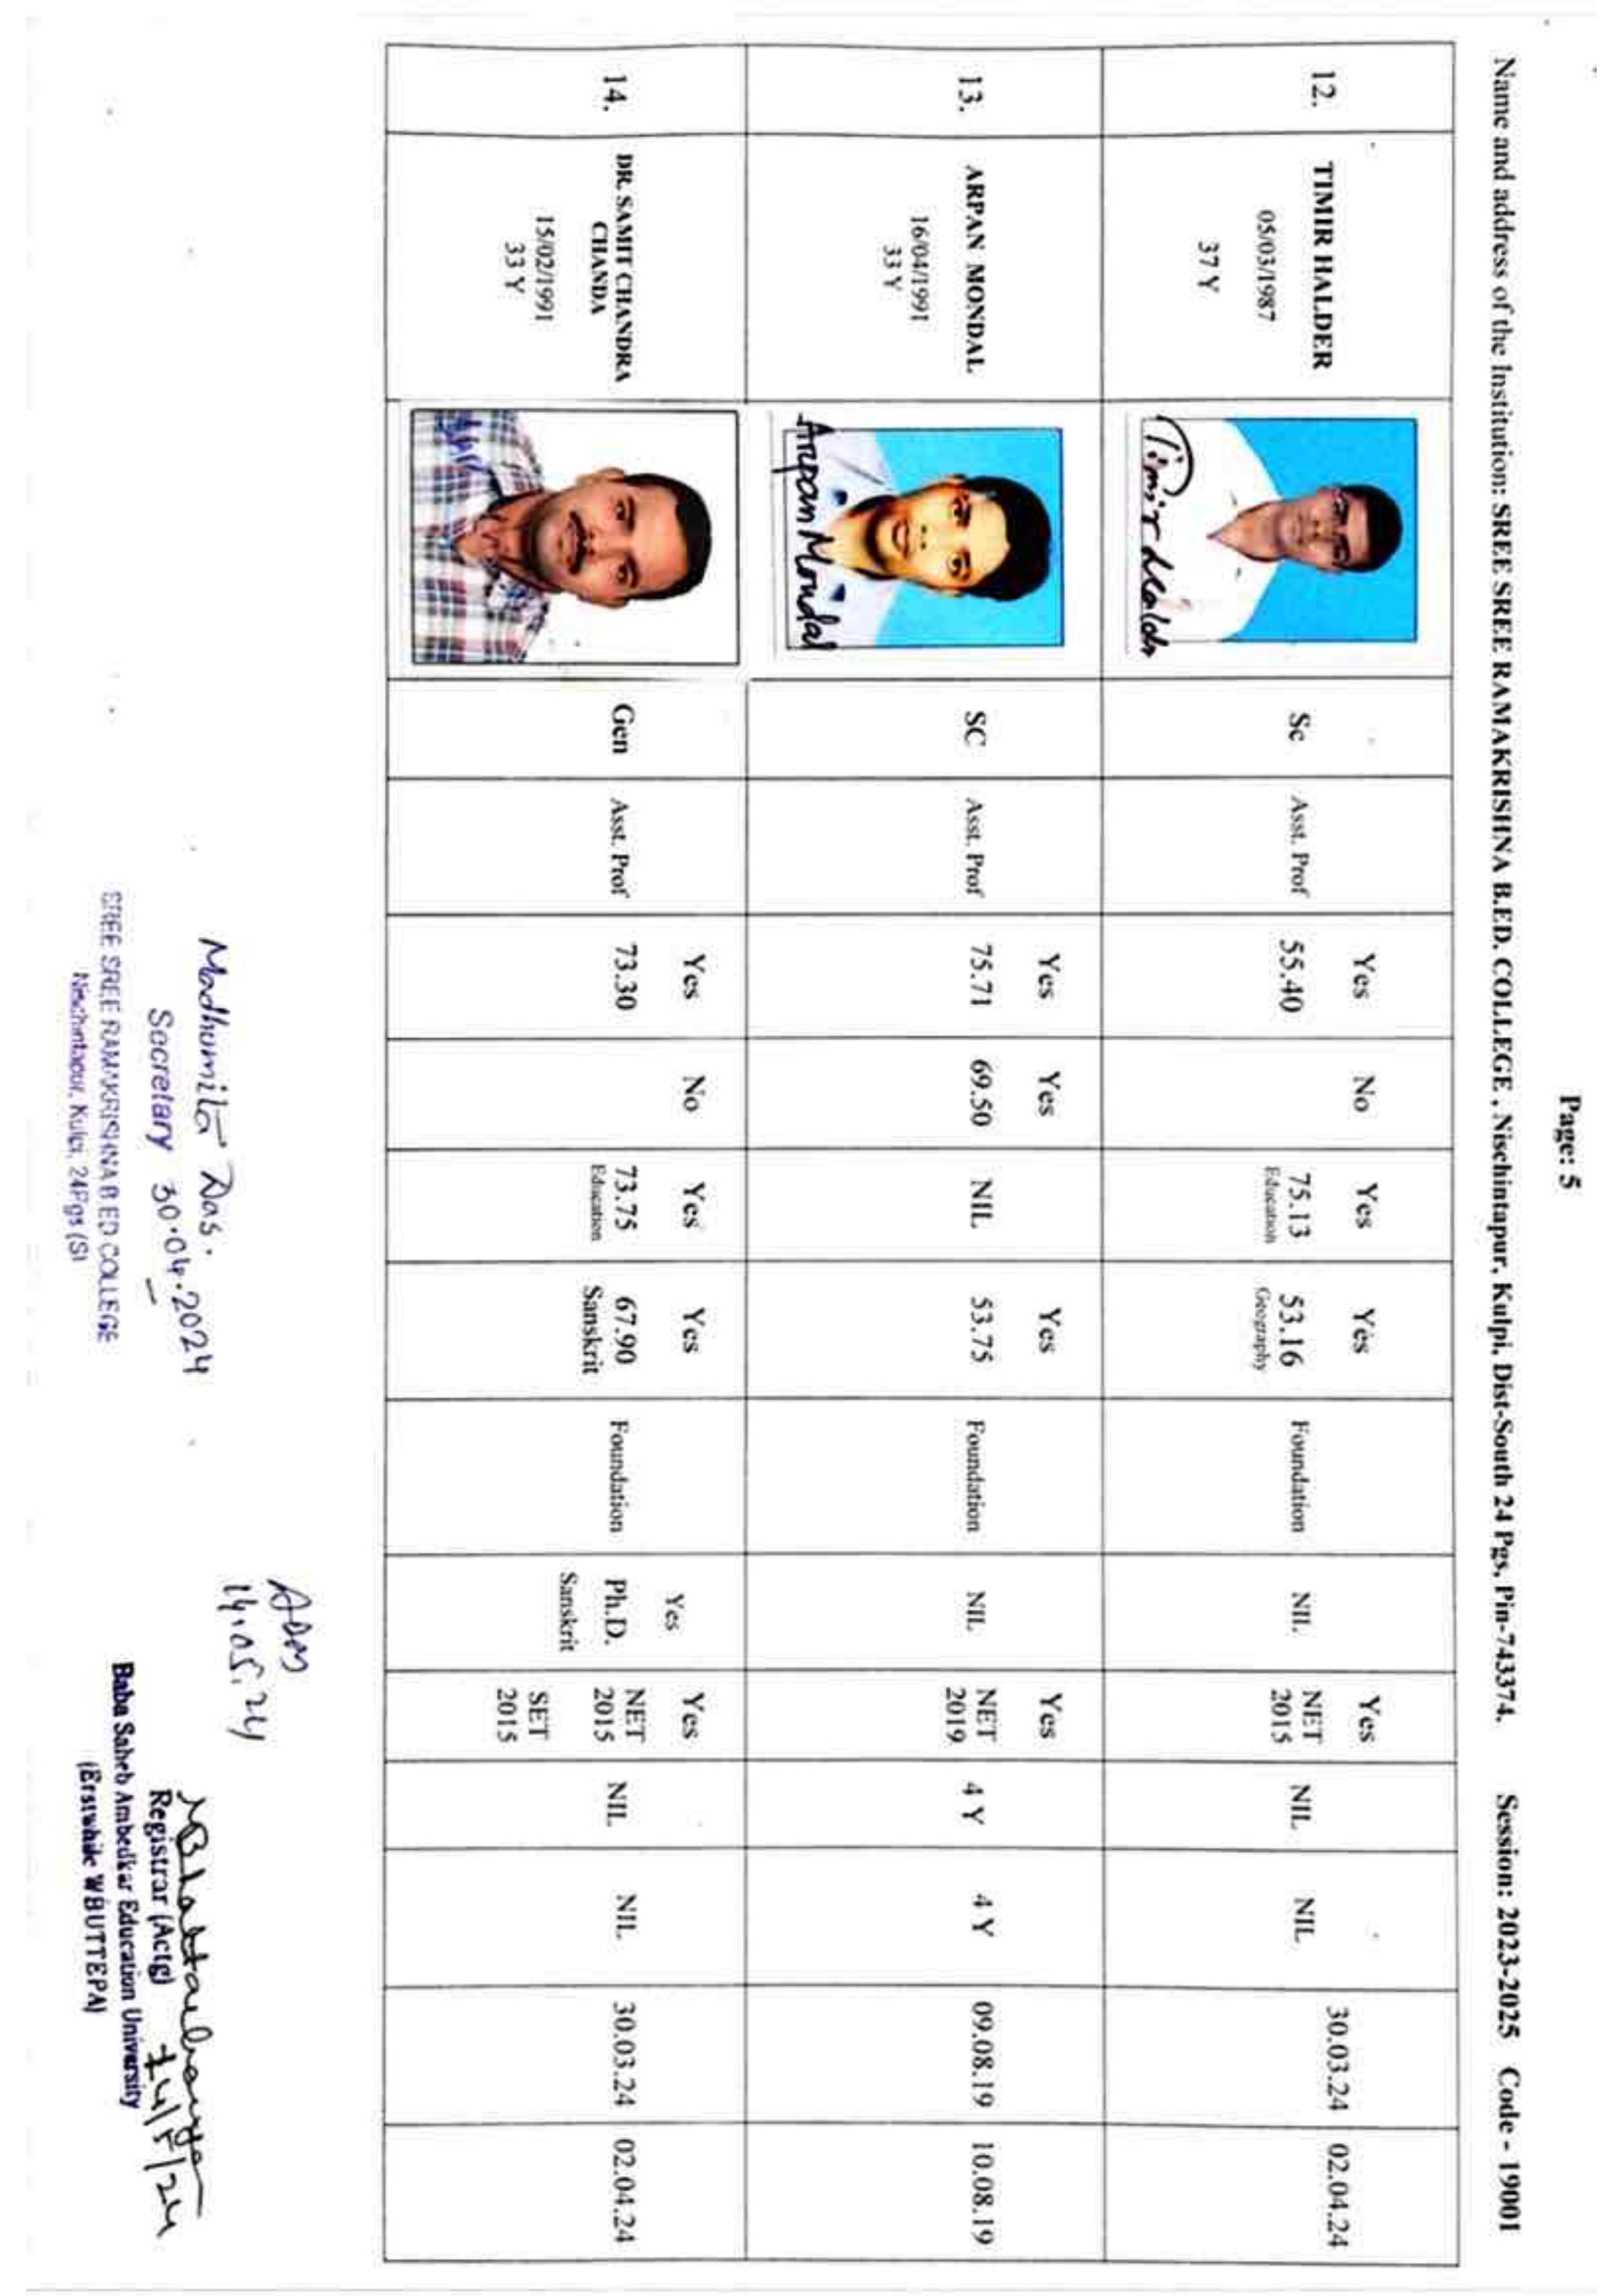 Page: 5
Name and address of the Institution: SREE SREE RAMAKRISHNA B.ED. COLLEGE , Nischintapur, Kulpi, Dist-South 24 Pgs, Pin-743374. Session: 2023-2025 Code - 19001
12.
TIMIR HALDER
05/03/1987
37 Y
Timir Halder
Sc
Asst. Prof
Yes
55.40
No
Yes
75.13
Education
Yes
53.16
Geography
Foundation
NIL
Yes
NET
2015
NIL
NIL
30.03.24
02.04.24
13.
ARPAN MONDAL
16/04/1991
33 Y
Arpan Mondal
SC
Asst. Prof
Yes
75.71
Yes
69.50
NIL
Yes
53.75
Foundation
NIL
Yes
NET
2019
4 Y
4 Y
09.08.19
10.08.19
14.
DR. SAMIT CHANDRA
CHANDA
15/02/1991
33 Y
Gen
Asst. Prof
Yes
73.30
No
Yes
73.75
Education
Yes
67.90
Sanskrit
Foundation
Yes
Ph.D.
Sanskrit
Yes
NET
2015
SET
2015
NIL
NIL
30.03.24
02.04.24
Madhumita Das.
Secretary 30.04.2024
SREE SREE RAMAKRISHNA B ED COLLEGE
Nischintapur, Kulpi, 24Pgs (S)
14.05.24
Bhattacharya
Registrar (Actg) 14/5/24
Baba Saheb Ambedkar Education University
(Erstwhile WBUTTEPA)